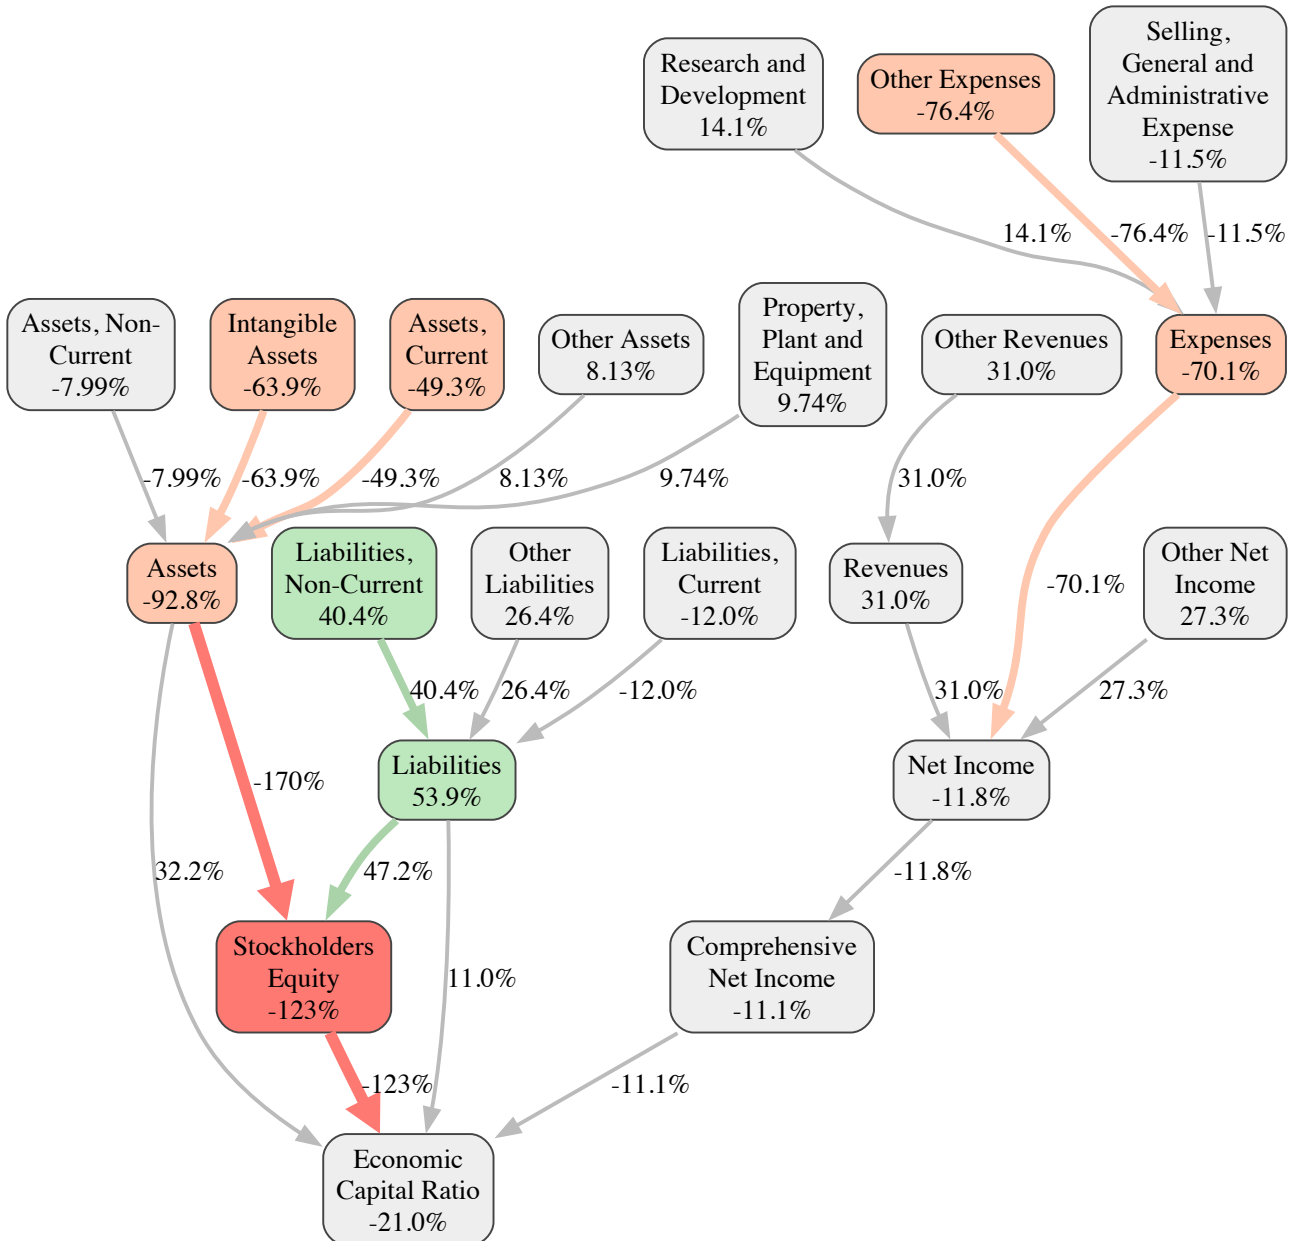 Selling,
General and
Administrative
Expense
-11.5%
Research and
Development
14.1%
Other Expenses
-76.4%
14.1%
-76.4%
-11.5%
Assets, Non-
Current
-7.99%
Intangible
Assets
-63.9%
Assets,
Current
-49.3%
Other Assets
8.13%
Property,
Plant and
Equipment
9.74%
Other Revenues
31.0%
Expenses
-70.1%
-7.99%
-63.9%
-49.3%
8.13%
9.74%
31.0%
Assets
-92.8%
Liabilities,
Non-Current
40.4%
Other
Liabilities
26.4%
Liabilities,
Current
-12.0%
Revenues
31.0%
-70.1%
Other Net
Income
27.3%
40.4%
26.4%
-12.0%
31.0%
27.3%
-170%
Liabilities
53.9%
Net Income
-11.8%
32.2%
47.2%
-11.8%
Stockholders
Equity
-123%
11.0%
Comprehensive
Net Income
-11.1%
-123%
-11.1%
Economic
Capital Ratio
-21.0%